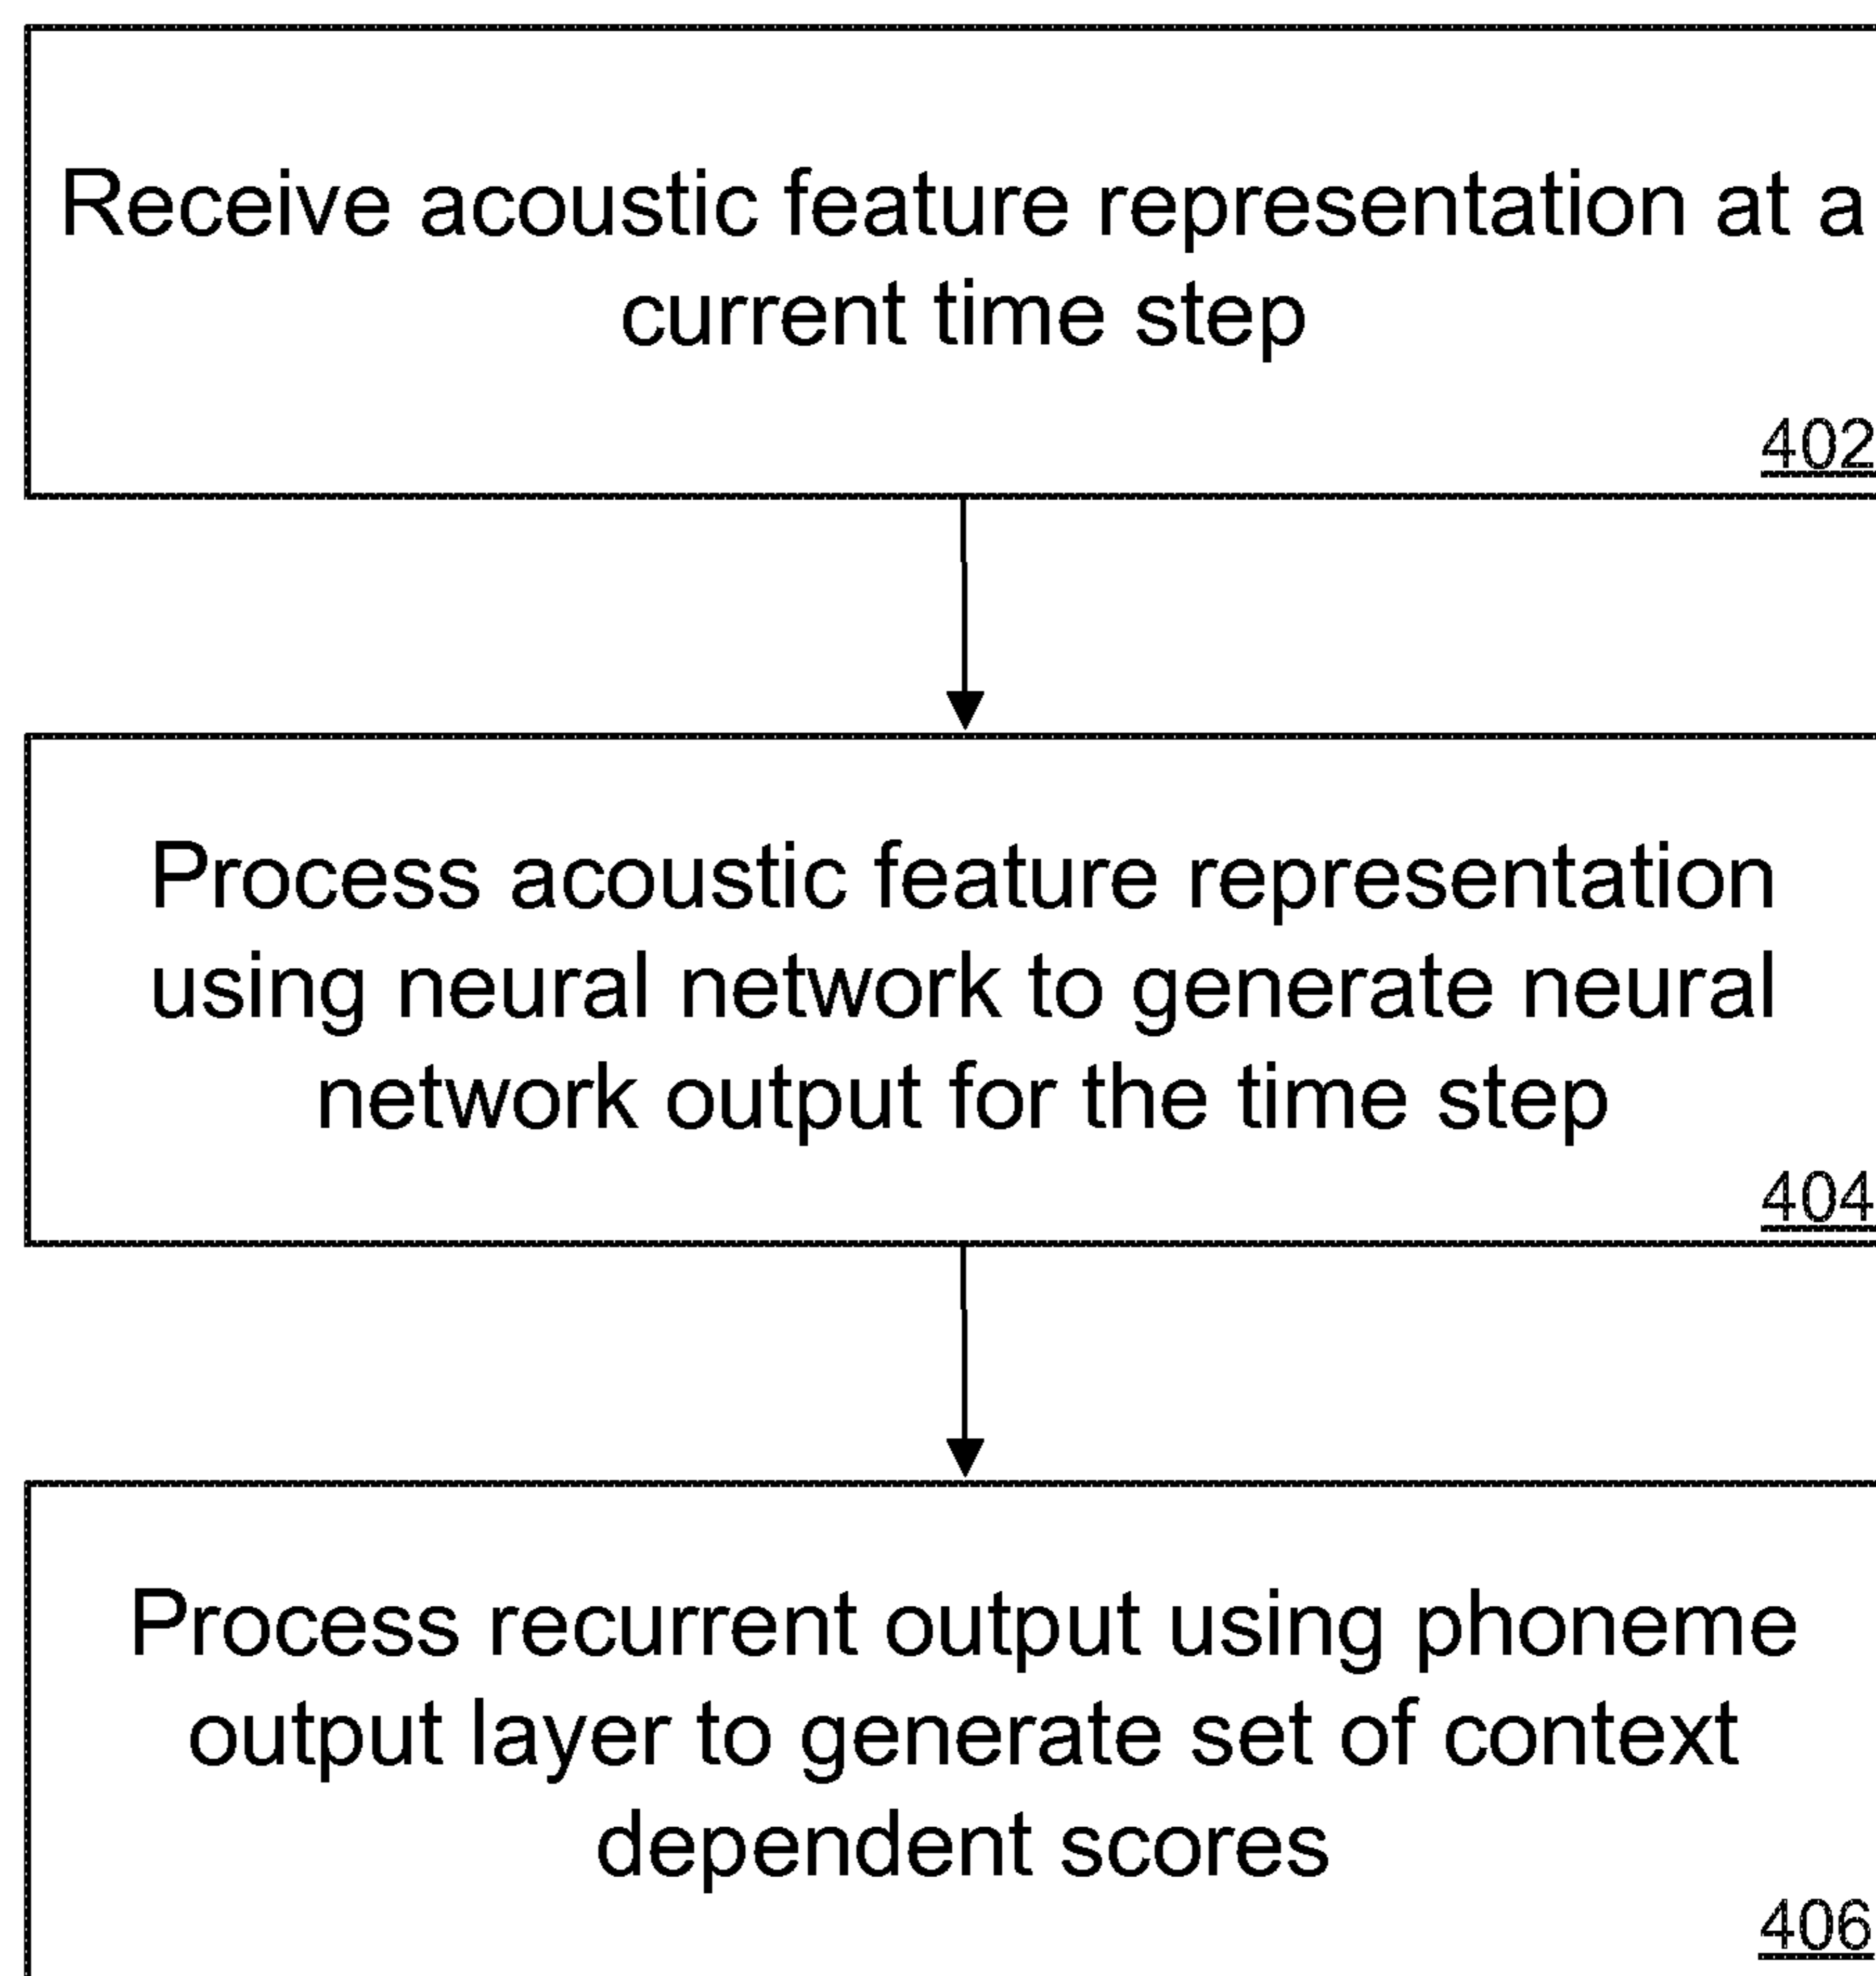 Receive acoustic feature representation at a
current time step
402
Process acoustic feature representation
using neural network to generate neural
network output for the time step
404
Process recurrent output using phoneme
output layer to generate set of context
dependent scores
406